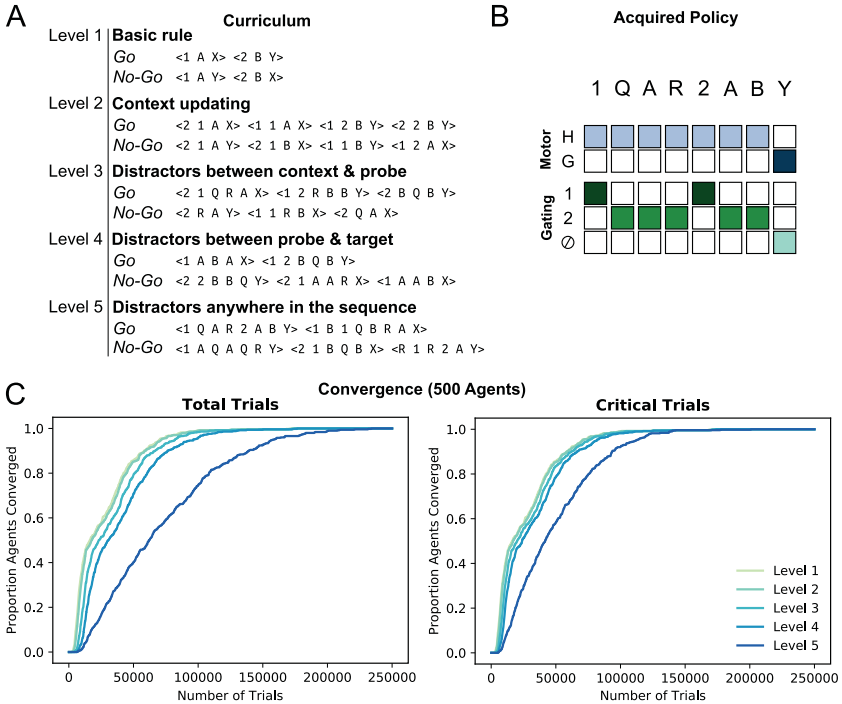 A
Curriculum
Level 1 Basic rule
Go <1 A X> <2 B Y>
No-Go <1 A Y> <2 B X>
Level 2 Context updating
Go <2 1 A X> <1 1 A X> <1 2 B Y> <2 2 B Y>
No-Go <2 1 A Y> <2 1 B X> <1 1 B Y> <1 2 A X>
Level 3 Distractors between context & probe
Go <2 1 Q R A X> <1 2 R B B Y> <2 B Q B Y>
No-Go <2 R A Y> <1 1 R B X> <2 Q A X>
Level 4 Distractors between probe & target
Go <1 A B A X> <1 2 B Q B Y>
No-Go <2 2 B B Q Y> <2 1 A A R X> <1 A A B X>
Level 5 Distractors anywhere in the sequence
Go <1 Q A R 2 A B Y> <1 B 1 Q B R A X>
No-Go <1 A Q A Q R Y> <2 1 B Q B X> <R 1 R 2 A Y>
B
Acquired Policy
1 Q A R 2 A B Y
Motor
H
G
Gating
1
2
∅
C
Convergence (500 Agents)
Total Trials
Proportion Agents Converged
1.0
0.8
0.6
0.4
0.2
0.0
0 50000 100000 150000 200000 250000
Number of Trials
Critical Trials
Proportion Agents Converged
1.0
0.8
0.6
0.4
0.2
0.0
Level 1
Level 2
Level 3
Level 4
Level 5
0 50000 100000 150000 200000 250000
Number of Trials